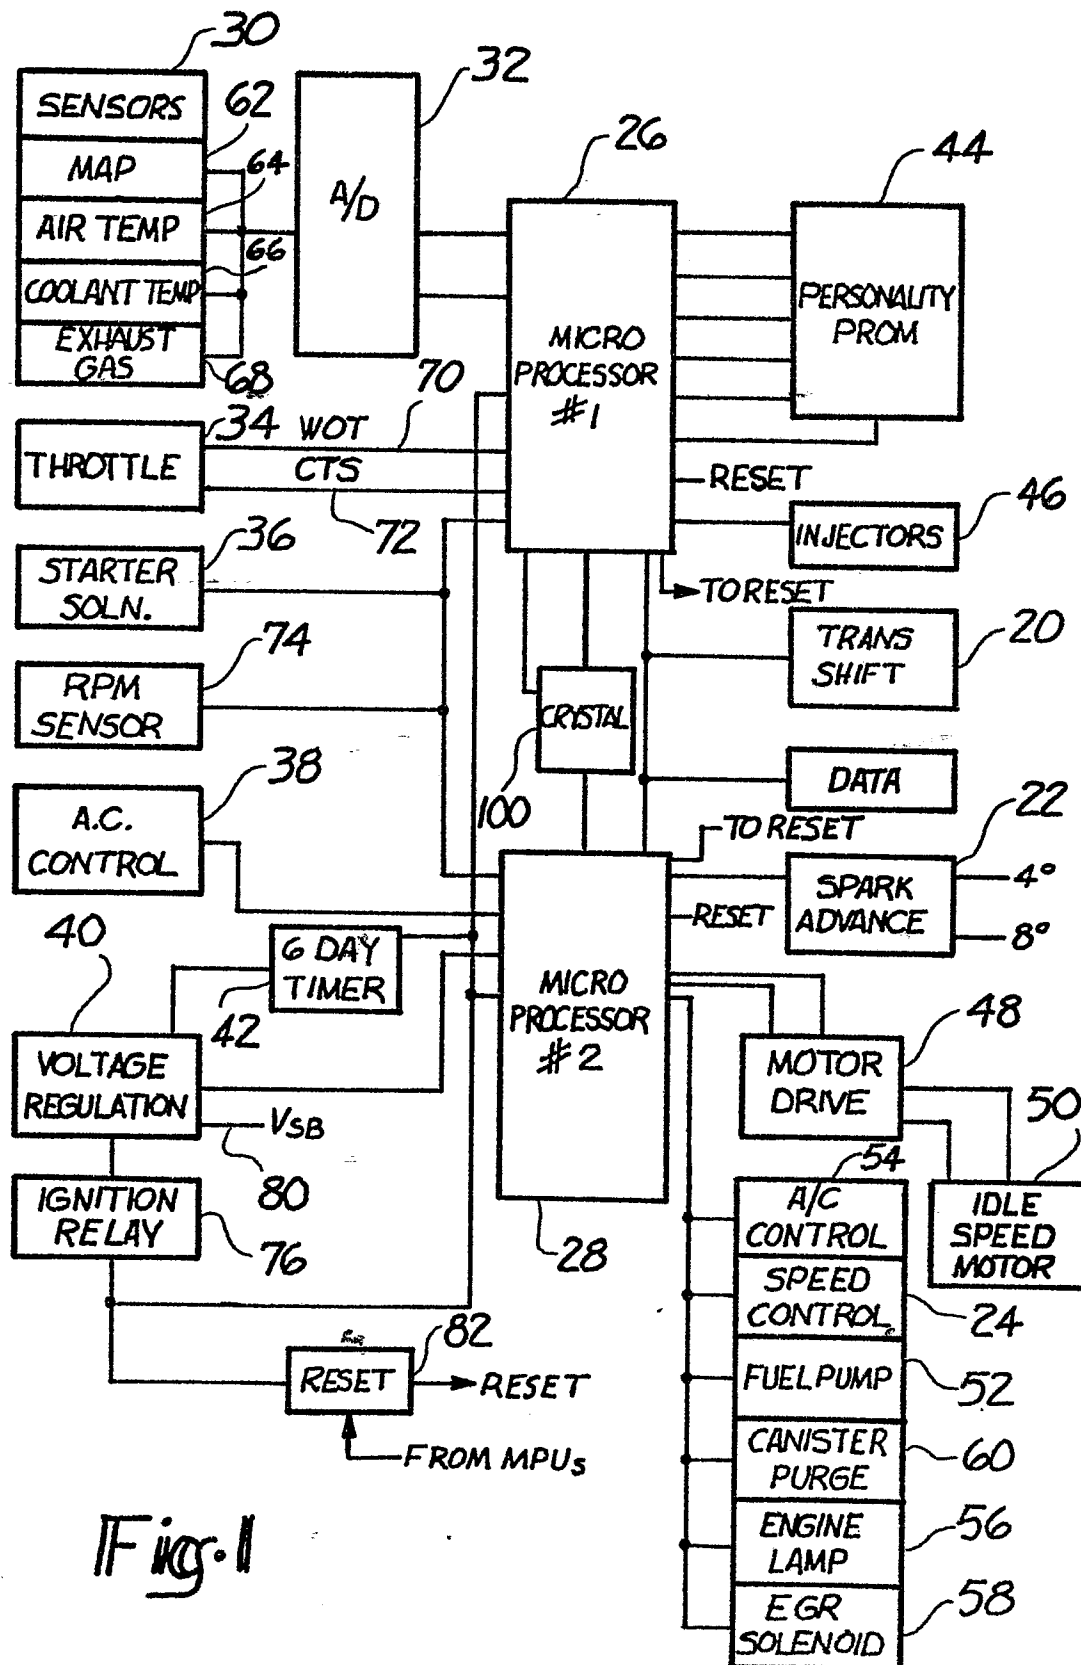 30
SENSORS
62
MAP
64
AIR TEMP
66
COOLANT TEMP
EXHAUST
GAS
68
32
A/D
26
MICRO
PROCESSOR
#1
44
PERSONALITY
PROM
34
THROTTLE
WOT
70
CTS
72
RESET
46
INJECTORS
TO RESET
36
STARTER
SOLN.
74
RPM
SENSOR
20
TRANS
SHIFT
CRYSTAL
100
DATA
38
A.C.
CONTROL
TO RESET
22
SPARK
ADVANCE
4°
8°
RESET
40
6 DAY
TIMER
42
MICRO
PROCESSOR
#2
28
VOLTAGE
REGULATION
VSB
80
48
MOTOR
DRIVE
50
IDLE
SPEED
MOTOR
IGNITION
RELAY
76
54
A/C
CONTROL
SPEED
CONTROL
24
82
RESET
RESET
FROM MPUs
FUEL PUMP
52
CANISTER
PURGE
60
ENGINE
LAMP
56
EGR
SOLENOID
58
Fig. 1